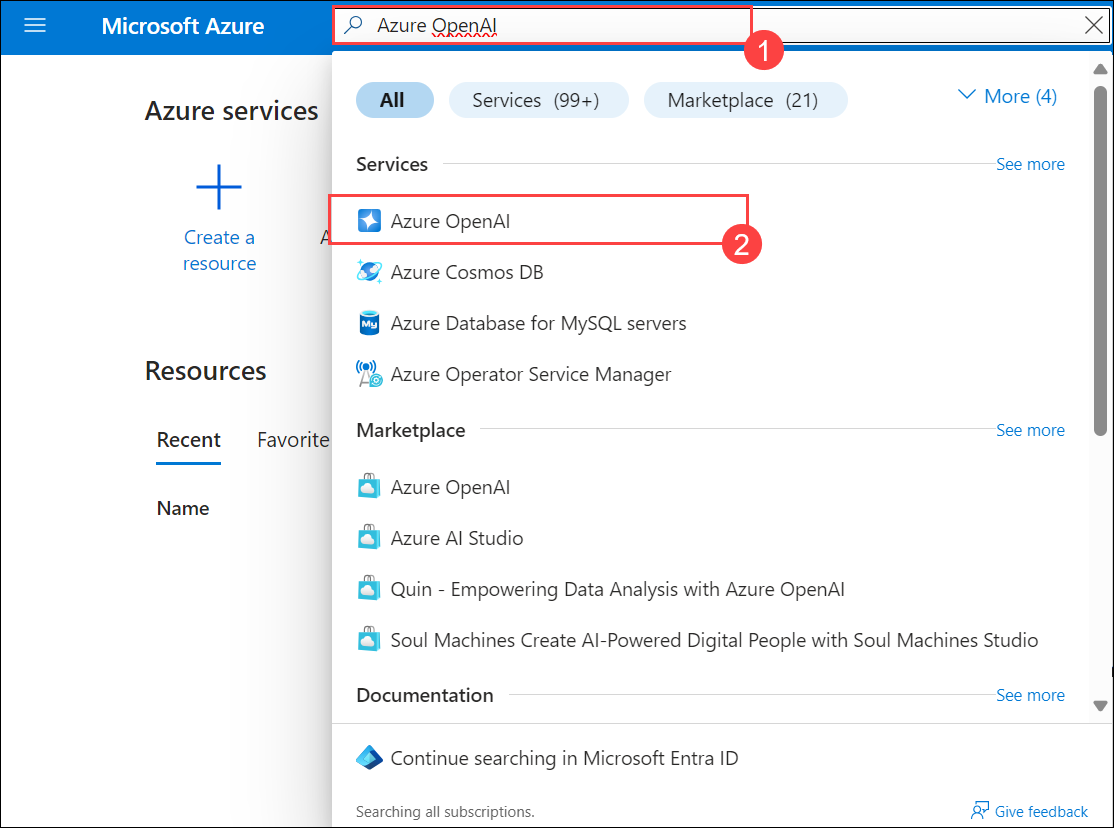 Microsoft Azure
Azure OpenAI
1
All
Services (99+)
Marketplace (21)
More (4)
Azure services
Create a
resource
A
Services
See more
Azure OpenAI
2
Azure Cosmos DB
My
Azure Database for MySQL servers
Azure Operator Service Manager
Resources
Recent
Favorite
Name
Marketplace
See more
Azure OpenAI
Azure AI Studio
Quin - Empowering Data Analysis with Azure OpenAI
Soul Machines Create AI-Powered Digital People with Soul Machines Studio
Documentation
See more
Continue searching in Microsoft Entra ID
Searching all subscriptions.
Give feedback